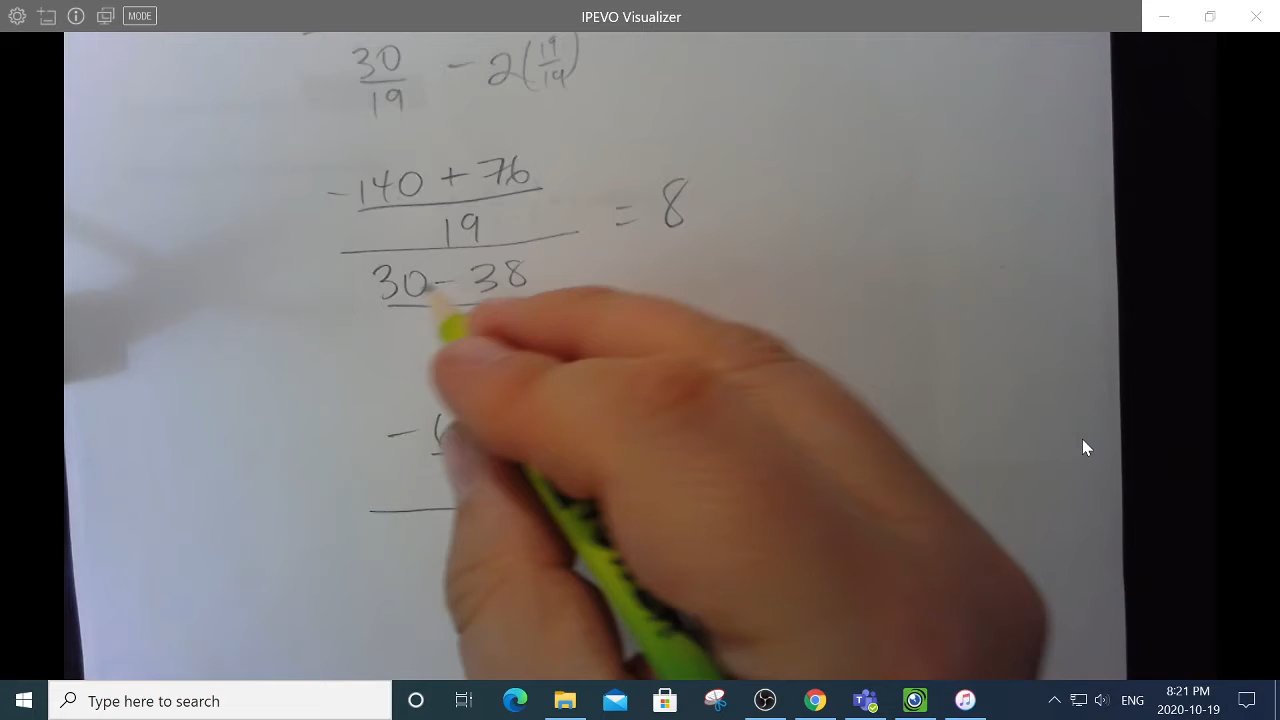 IPEVO Visualizer
MODE
30
19
- 2(19/19)
-140 + 76
19
= 8
30 - 38
-
Type here to search
ENG
8:21 PM
2020-10-19